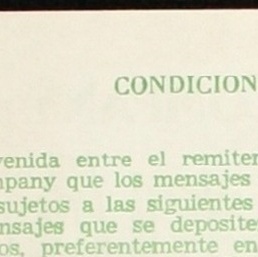 CONDICION
venida entre el remiten
npany que los mensajes
sujetos a las siguientes
nsajes que se deposite
os, preferentemente en